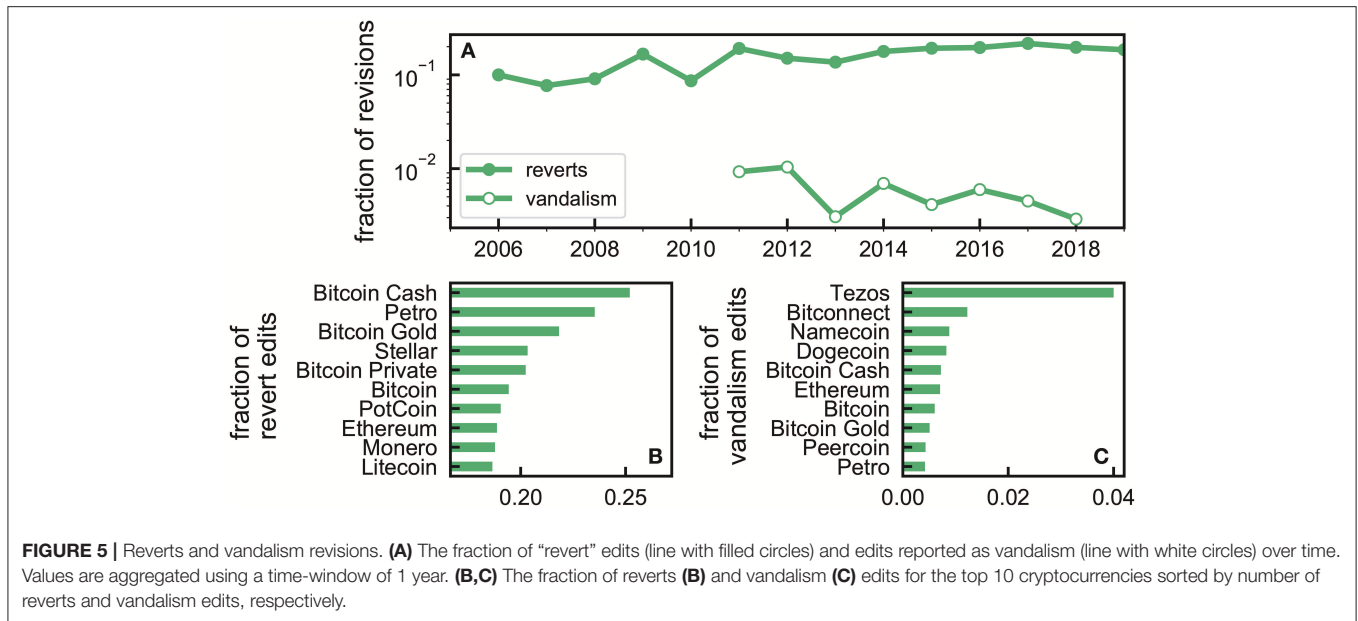 A
fraction of revisions
10⁻¹
10⁻²
reverts
vandalism
2006 2008 2010 2012 2014 2016 2018
fraction of
revert edits
Bitcoin Cash
Petro
Bitcoin Gold
Stellar
Bitcoin Private
Bitcoin
PotCoin
Ethereum
Monero
Litecoin
B
0.20 0.25
fraction of
vandalism edits
Tezos
Bitconnect
Namecoin
Dogecoin
Bitcoin Cash
Ethereum
Bitcoin
Bitcoin Gold
Peercoin
Petro
C
0.00 0.02 0.04
FIGURE 5 | Reverts and vandalism revisions. (A) The fraction of “revert” edits (line with filled circles) and edits reported as vandalism (line with white circles) over time.
Values are aggregated using a time-window of 1 year. (B,C) The fraction of reverts (B) and vandalism (C) edits for the top 10 cryptocurrencies sorted by number of
reverts and vandalism edits, respectively.